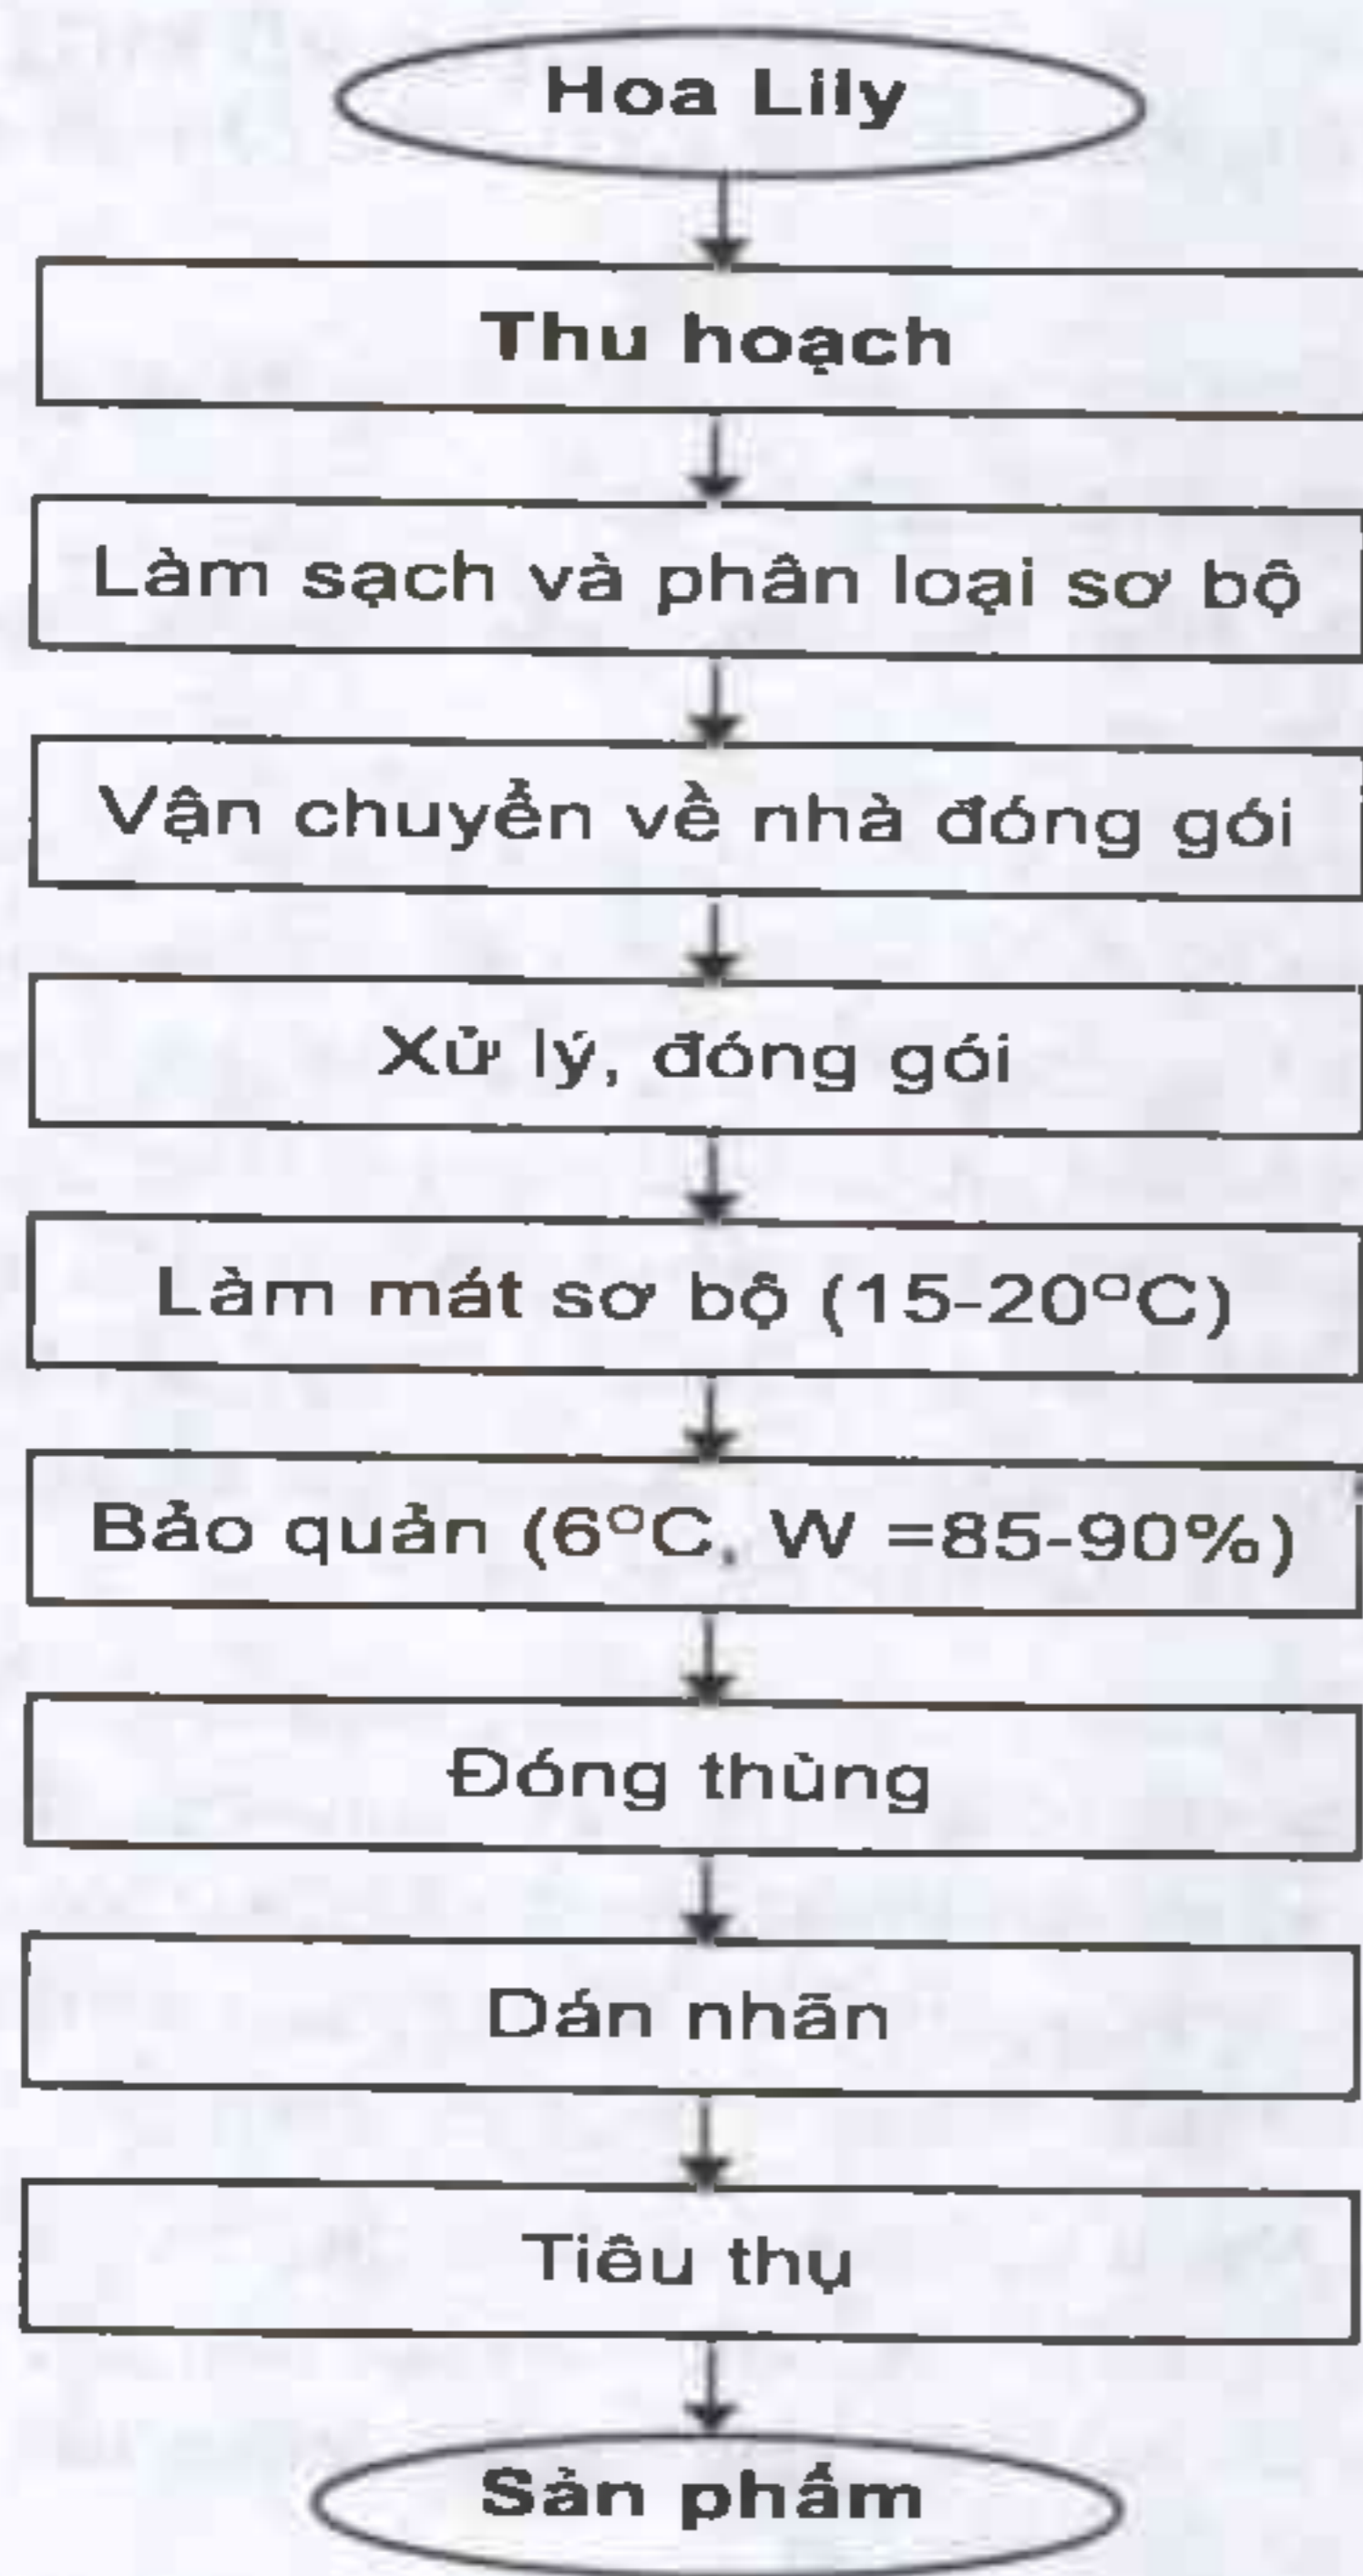 Hoa Lily
Thu hoạch
Làm sạch và phân loại sơ bộ
Vận chuyển về nhà đóng gói
Xử lý, đóng gói
Làm mát sơ bộ (15-20°C)
Bảo quản (6°C, W =85-90%)
Đóng thùng
Dán nhãn
Tiêu thụ
Sản phẩm